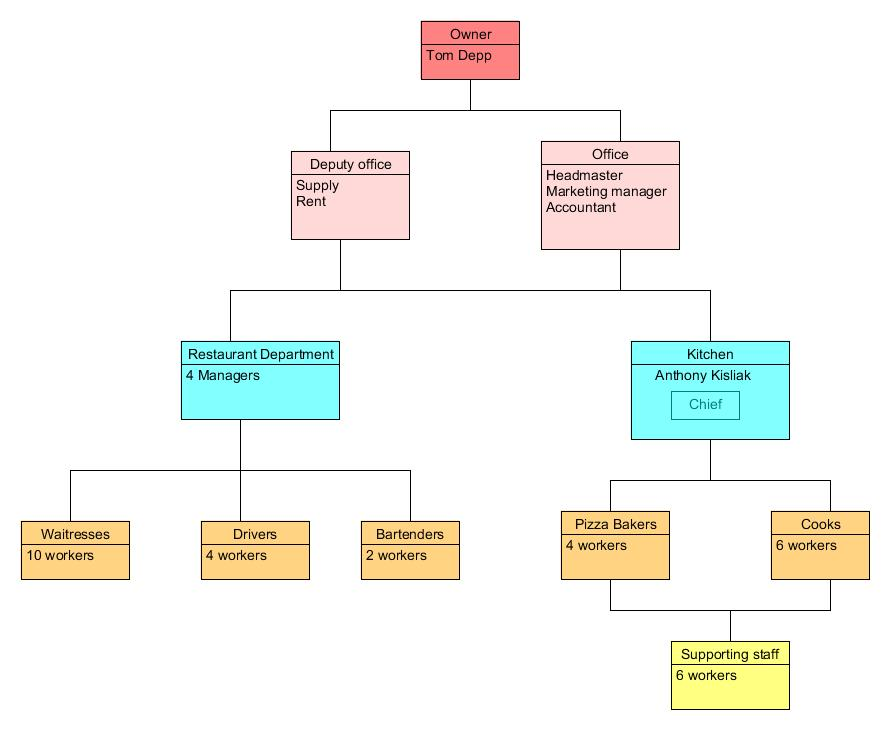 Owner
Tom Depp
Deputy office
Supply
Rent
Office
Headmaster
Marketing manager
Accountant
Restaurant Department
4 Managers
Kitchen
Anthony Kisliak
Chief
Waitresses
10 workers
Drivers
4 workers
Bartenders
2 workers
Pizza Bakers
4 workers
Cooks
6 workers
Supporting staff
6 workers